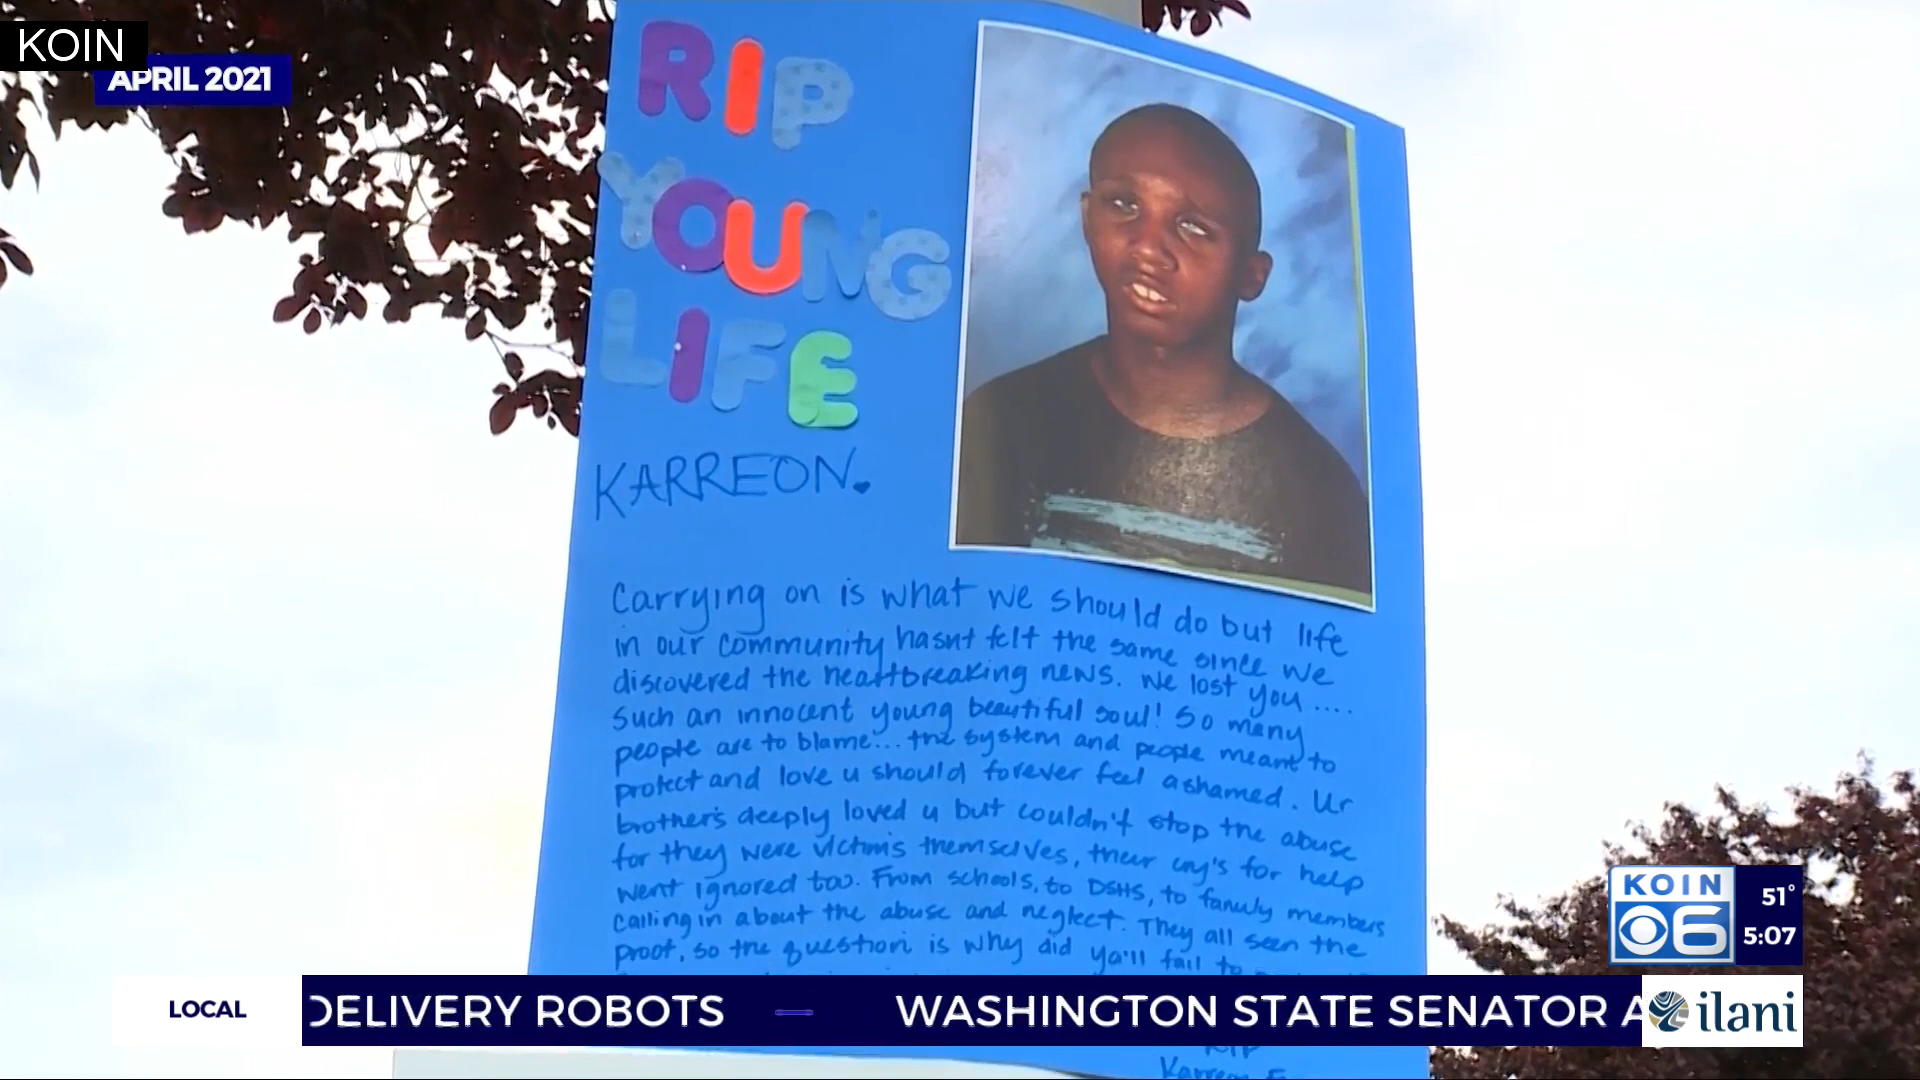 KOIN
APRIL 2021
RIP
YOUNG
LIFE
KARREON.
Carrying on is what we should do but life
in our community hasnt felt the same since we
discovered the heartbreaking news. We lost you ....
Such an innocent young beautiful soul! So many
people are to blame... the system and people meant to
protect and love u should forever feel ashamed. Ur
brother's deeply loved u but couldn't stop the abuse
for they were victims themselves, their cry's for help
went ignored too. From schools, to DSHS, to family members
calling in about the abuse and neglect. They all seen the
proof, so the question is why did ya'll fail to
RIP
Karreon
KOIN
6
51°
5:07
LOCAL
DELIVERY ROBOTS — WASHINGTON STATE SENATOR A
ilani